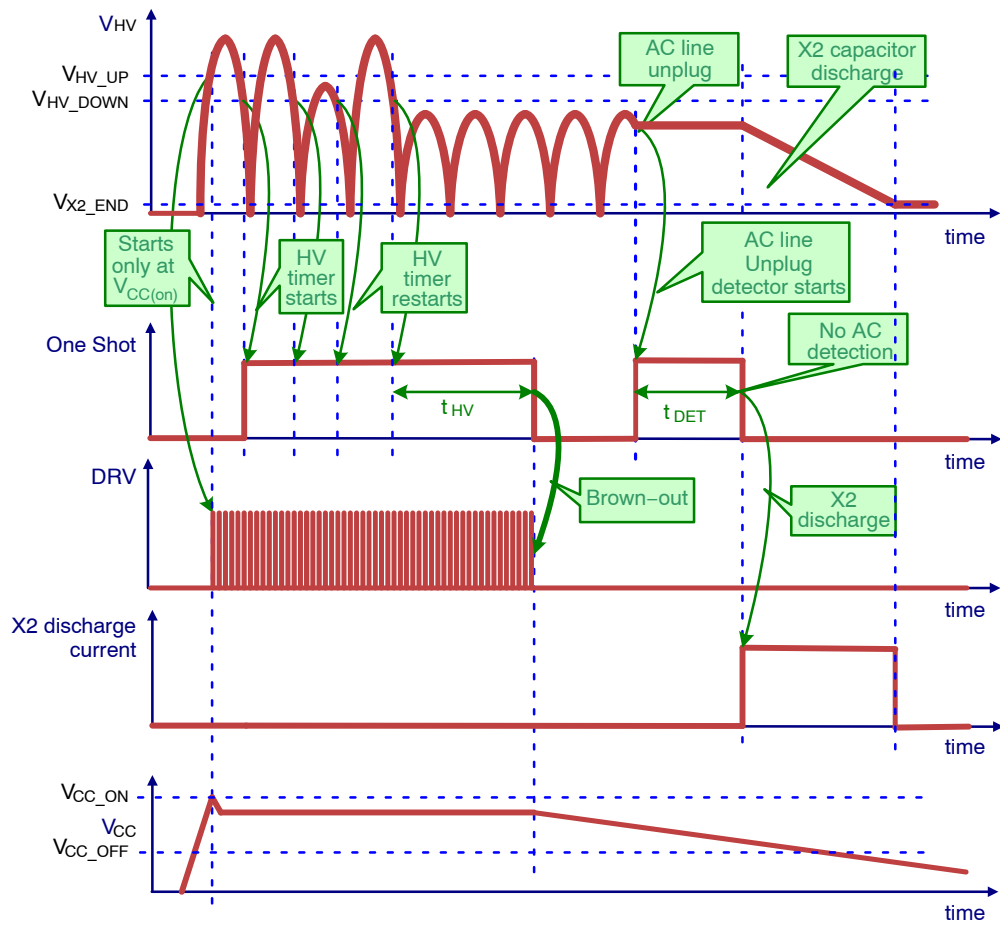 VHV
VHV_UP
VHV_DOWN
VX2_END
AC line
unplug
X2 capacitor
discharge
time
Starts
only at
VCC(on)
HV
timer
starts
HV
timer
restarts
AC line
Unplug
detector starts
One Shot
No AC
detection
tHV
tDET
time
DRV
Brown−out
X2
discharge
time
X2 discharge
current
time
VCC_ON
VCC
VCC_OFF
time